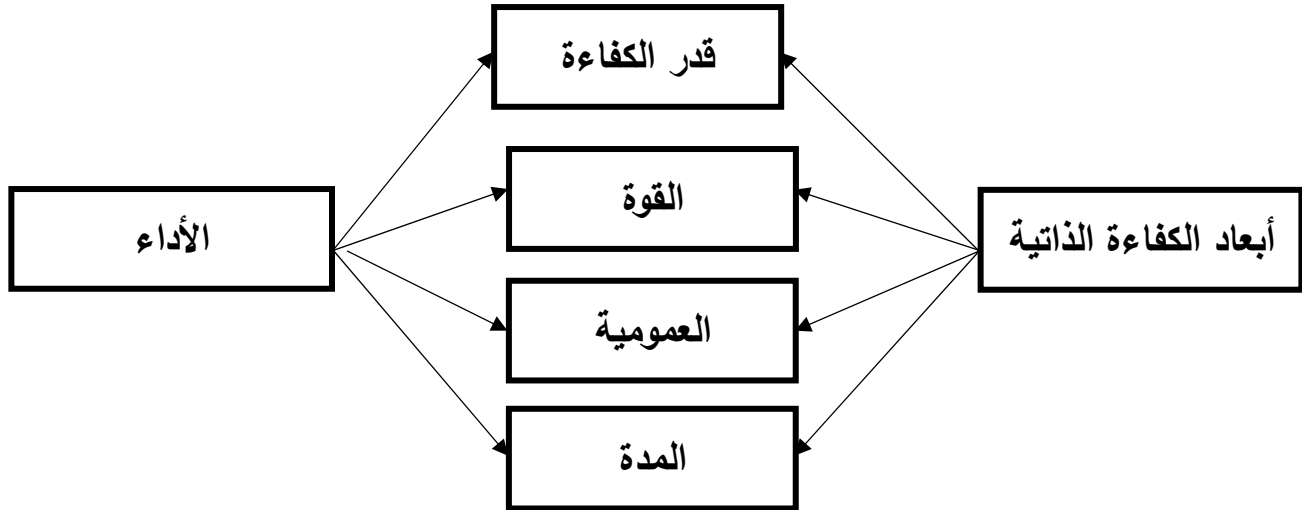 أبعاد الكفاءة الذاتية
قدر الكفاءة
القوة
العمومية
المدة
الأداء